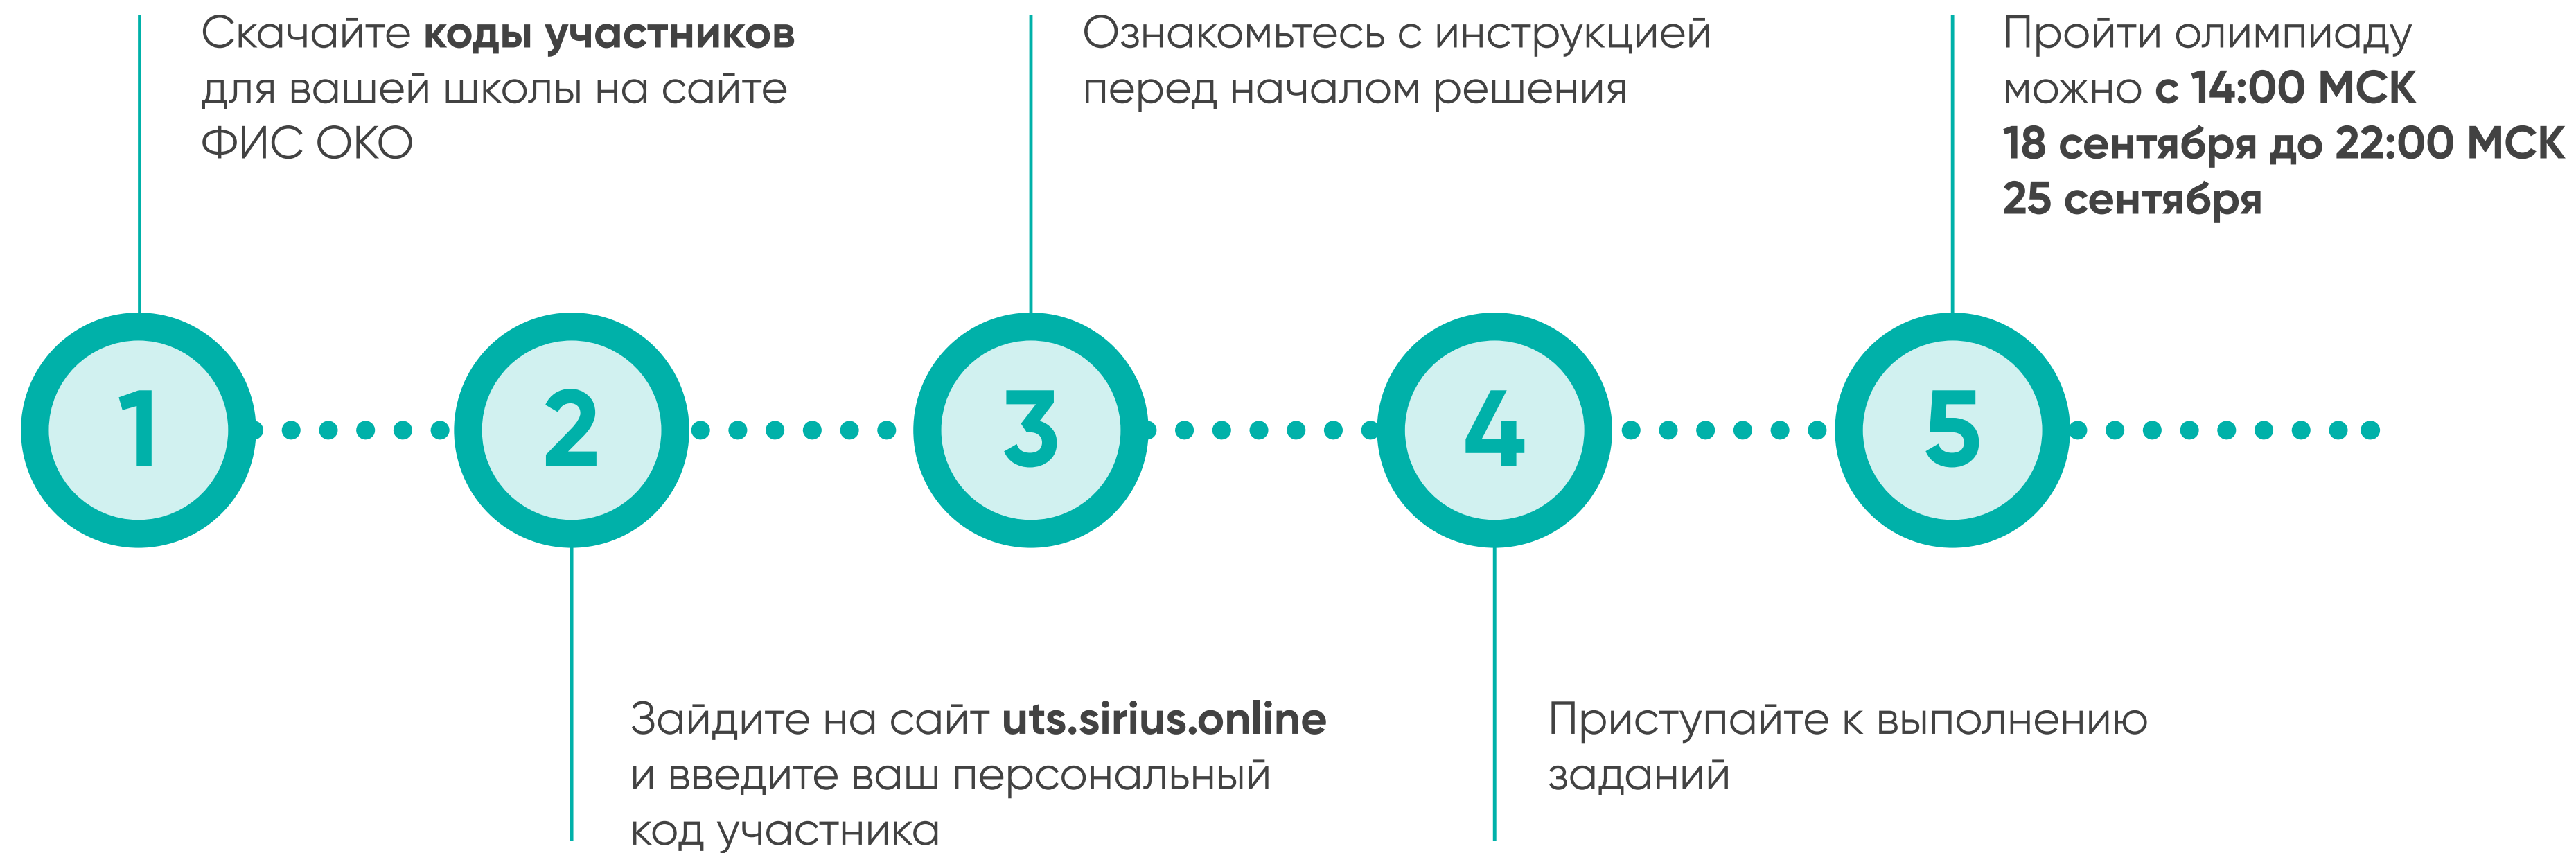 Скачайте коды участников
для вашей школы на сайте
ФИС ОКО
Ознакомьтесь с инструкцией
перед началом решения
Пройти олимпиаду
можно с 14:00 МСК
18 сентября до 22:00 МСК
25 сентября
1
2
3
4
5
Зайдите на сайт uts.sirius.online
и введите ваш персональный
код участника
Приступайте к выполнению
заданий